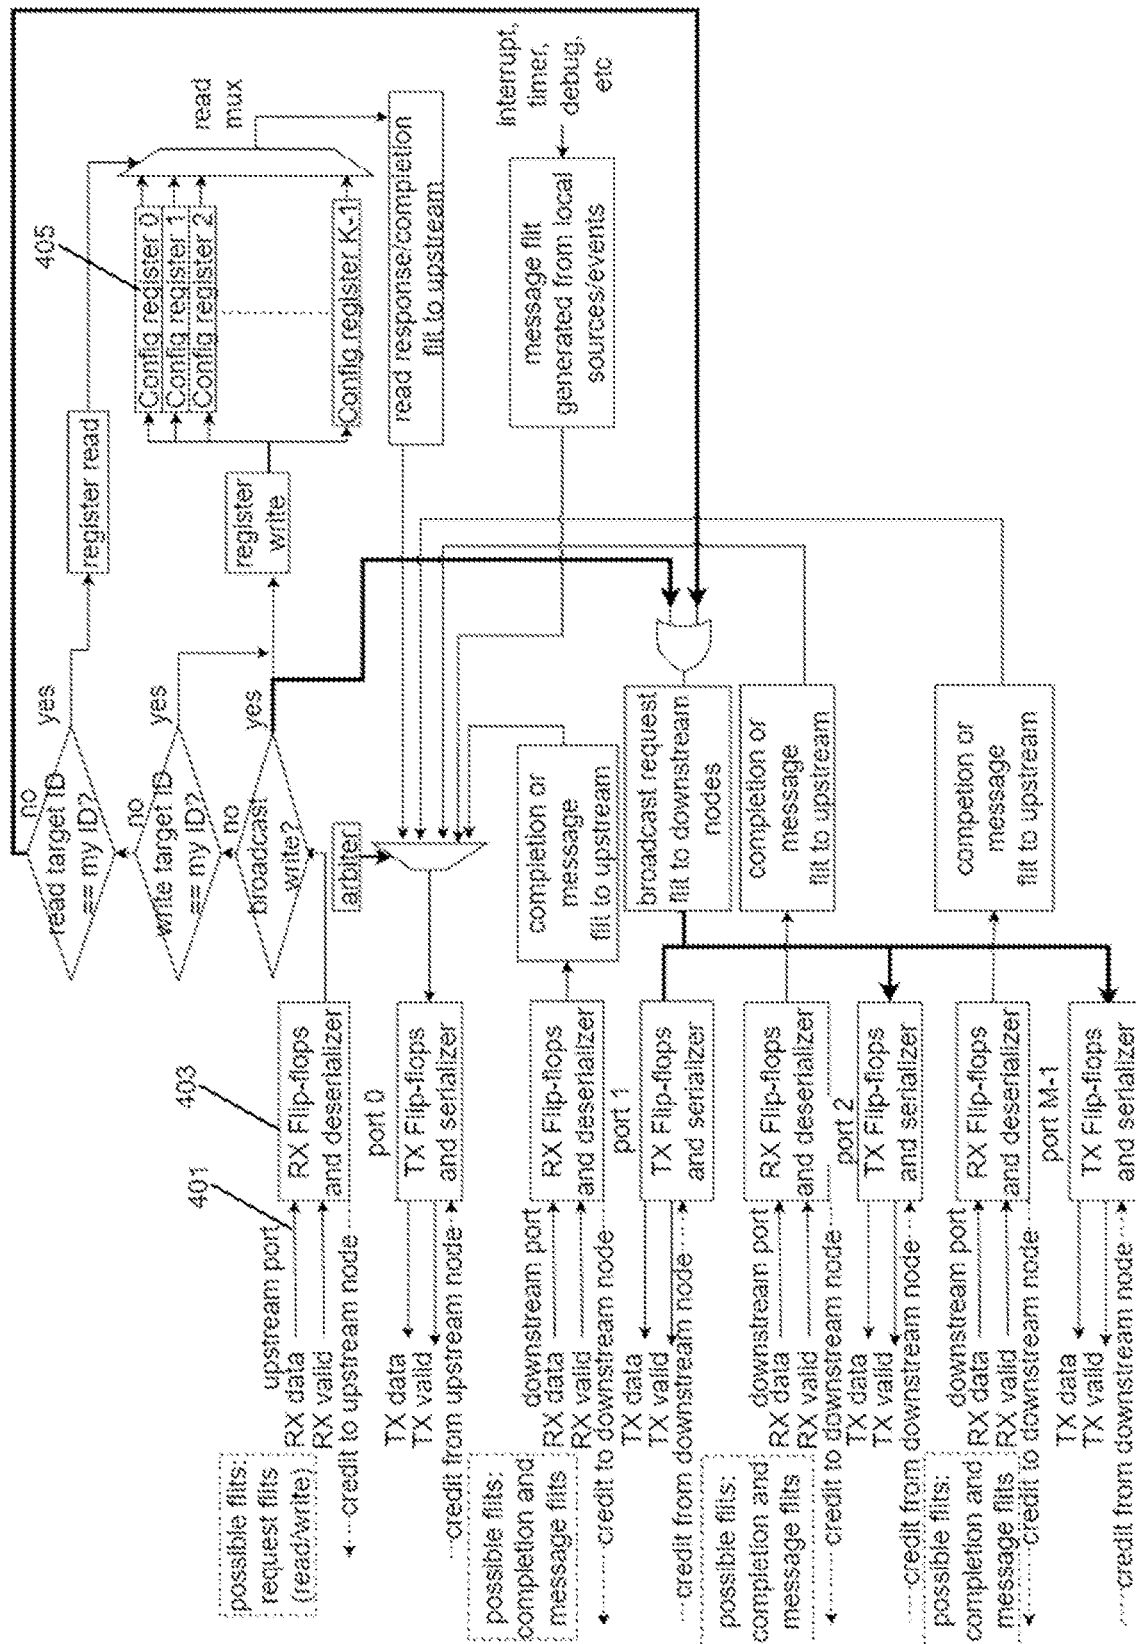 possible flits:
request flits
(read/write)
upstream port
RX data
RX valid
credit to upstream node
401
403
RX Flip-flops
and deserializer
port 0
TX data
TX valid
credit from upstream node
TX Flip-flops
and serializer
broadcast
write?
no
yes
write target ID
== my ID?
no
yes
read target ID
== my ID?
no
yes
register read
register
write
405
Config register 0
Config register 1
Config register 2
Config register K-1
read
mux
read response/completion
flit to upstream
interrupt,
timer,
debug,
etc
message flit
generated from local
sources/events
arbiter
possible flits:
completion and
message flits
downstream port
RX data
RX valid
credit to downstream node
RX Flip-flops
and deserializer
port 1
TX data
TX valid
credit from downstream node
TX Flip-flops
and serializer
completion or
message
flit to upstream
broadcast request
flit to downstream
nodes
possible flits:
completion and
message flits
downstream port
RX data
RX valid
credit to downstream node
RX Flip-flops
and deserializer
port 2
TX data
TX valid
credit from downstream node
TX Flip-flops
and serializer
completion or
message
flit to upstream
possible flits:
completion and
message flits
downstream port
RX data
RX valid
credit to downstream node
RX Flip-flops
and deserializer
port M-1
TX data
TX valid
credit from downstream node
TX Flip-flops
and serializer
competion or
message
flit to upstream